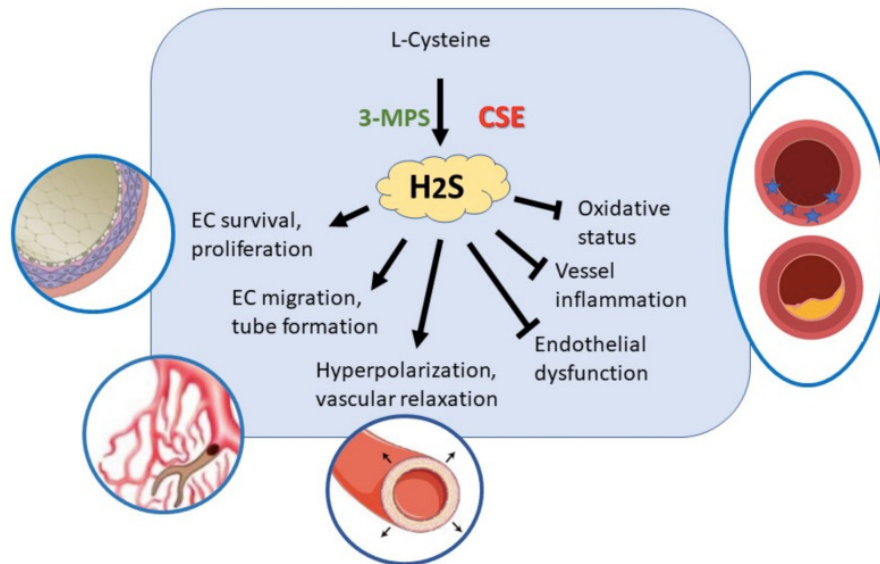 L-Cysteine
3-MPS
CSE
H2S
EC survival,
proliferation
EC migration,
tube formation
Hyperpolarization,
vascular relaxation
Oxidative
status
Vessel
inflammation
Endothelial
dysfunction